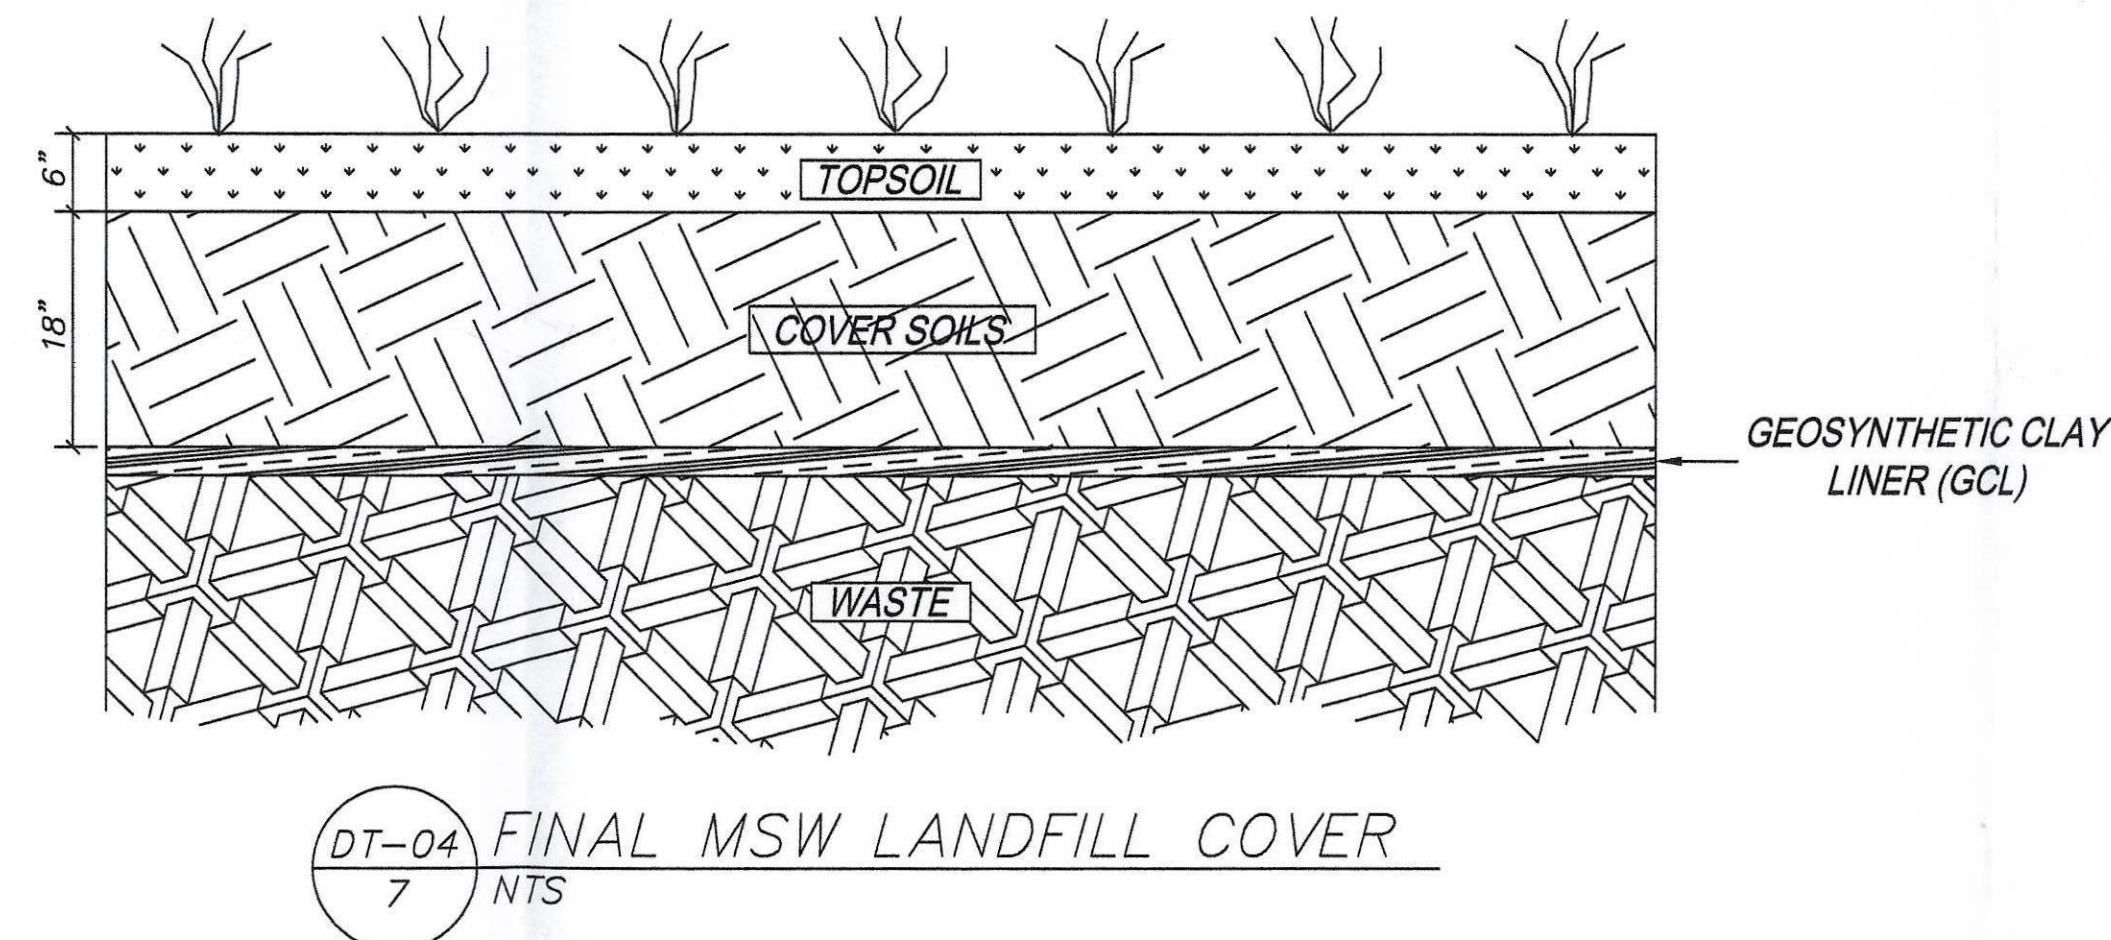 6"
TOPSOIL
18"
COVER SOILS
GEOSYNTHETIC CLAY
LINER (GCL)
WASTE
DT-04
7
FINAL MSW LANDFILL COVER
NTS